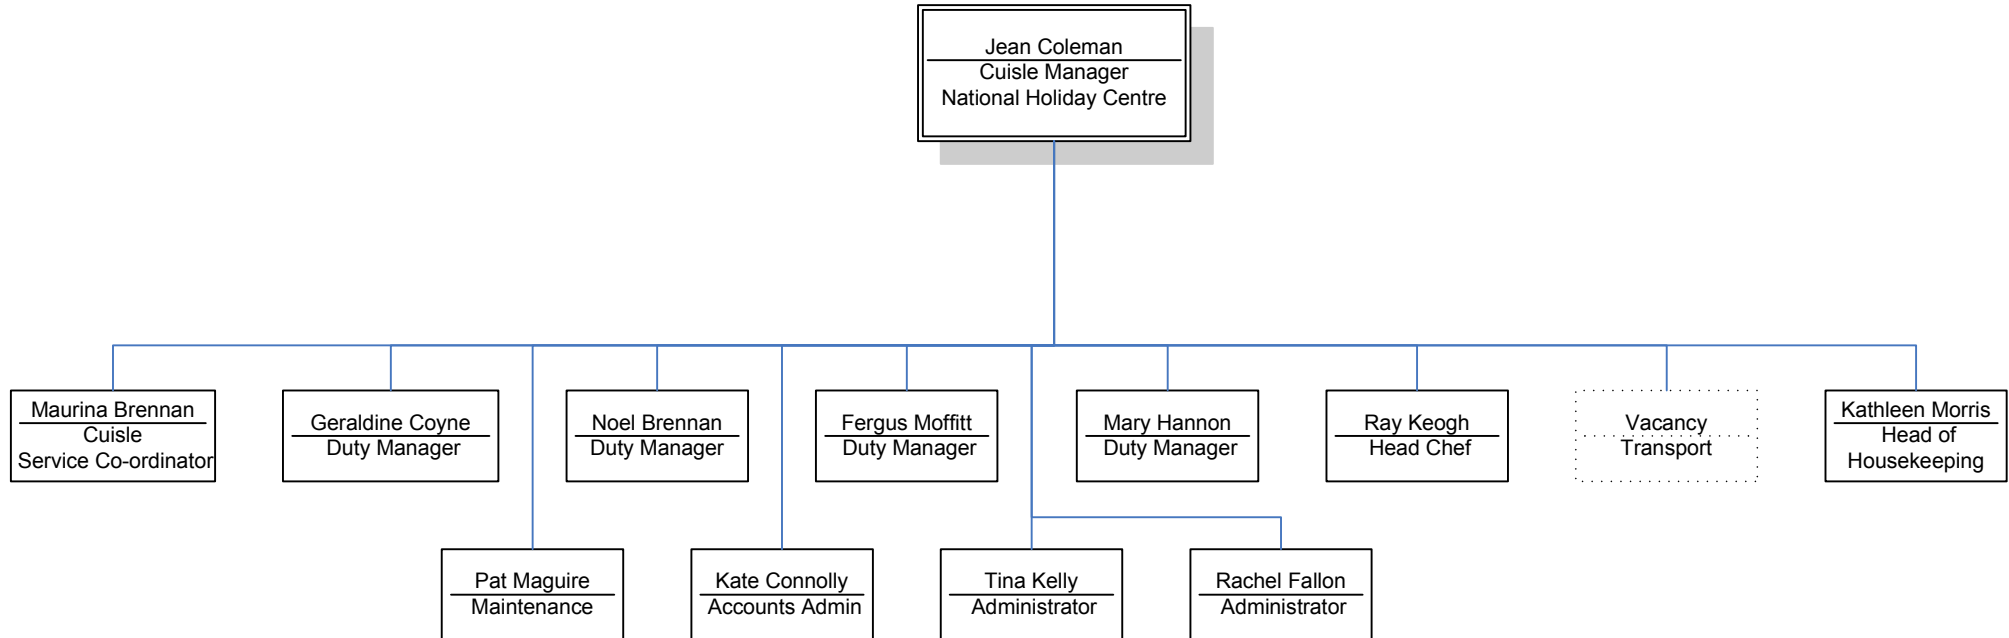 Jean Coleman
Cuisle Manager
National Holiday Centre
Maurina Brennan
Cuisle
Service Co-ordinator
Geraldine Coyne
Duty Manager
Noel Brennan
Duty Manager
Fergus Moffitt
Duty Manager
Mary Hannon
Duty Manager
Ray Keogh
Head Chef
Vacancy
Transport
Kathleen Morris
Head of
Housekeeping
Pat Maguire
Maintenance
Kate Connolly
Accounts Admin
Tina Kelly
Administrator
Rachel Fallon
Administrator